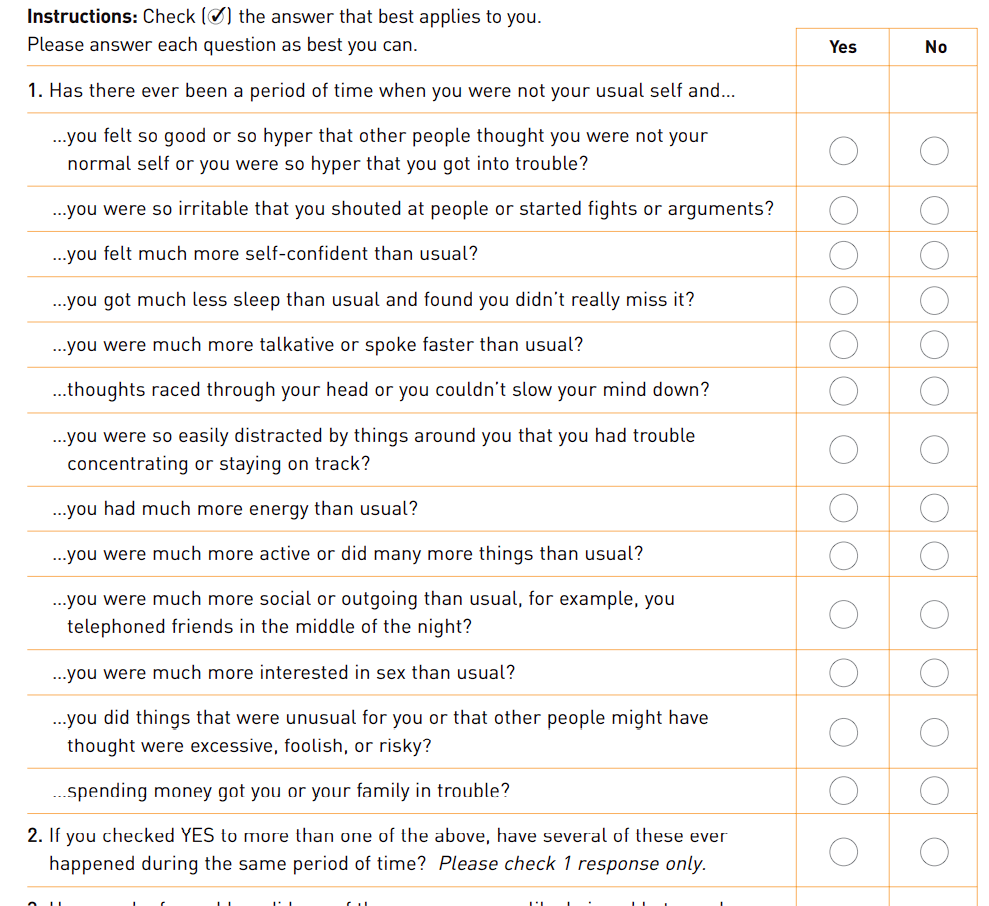 Instructions: Check (✓) the answer that best applies to you.
Please answer each question as best you can.
Yes No
1. Has there ever been a period of time when you were not your usual self and...
...you felt so good or so hyper that other people thought you were not your
normal self or you were so hyper that you got into trouble?
...you were so irritable that you shouted at people or started fights or arguments?
...you felt much more self-confident than usual?
...you got much less sleep than usual and found you didn't really miss it?
...you were much more talkative or spoke faster than usual?
...thoughts raced through your head or you couldn't slow your mind down?
...you were so easily distracted by things around you that you had trouble
concentrating or staying on track?
...you had much more energy than usual?
...you were much more active or did many more things than usual?
...you were much more social or outgoing than usual, for example, you
telephoned friends in the middle of the night?
...you were much more interested in sex than usual?
...you did things that were unusual for you or that other people might have
thought were excessive, foolish, or risky?
...spending money got you or your family in trouble?
2. If you checked YES to more than one of the above, have several of these ever
happened during the same period of time? Please check 1 response only.